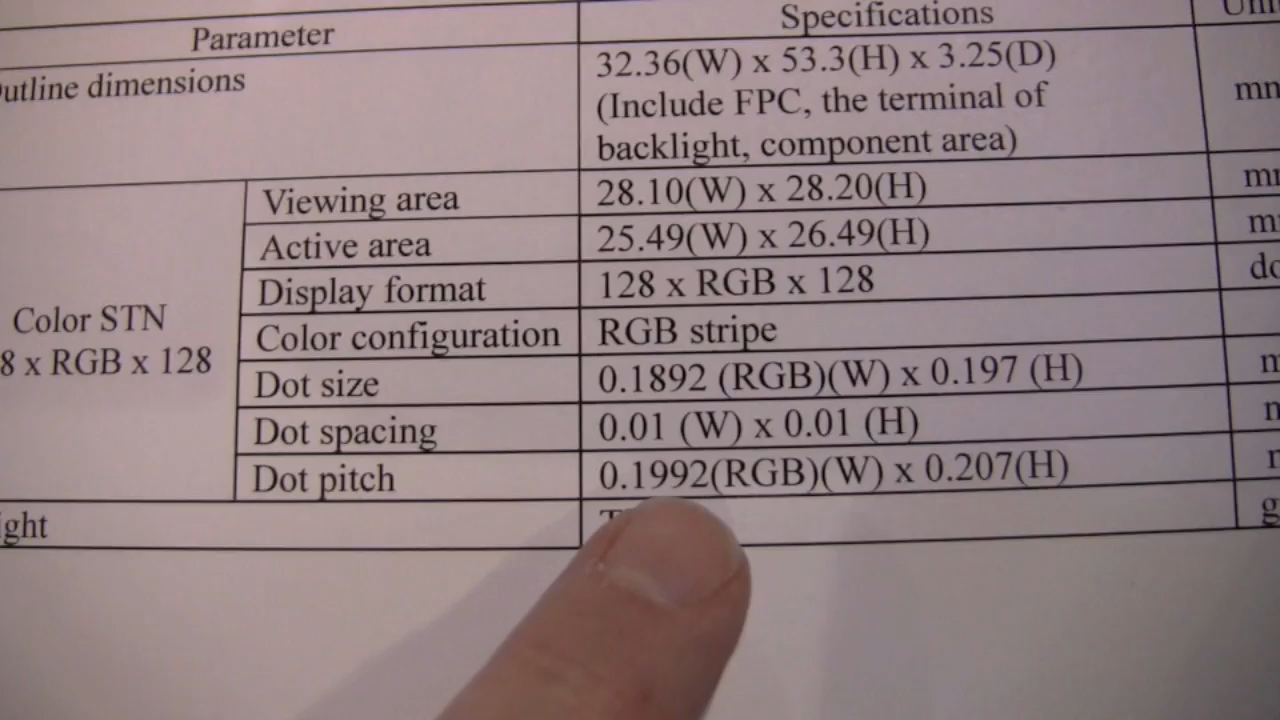 Parameter Specifications
utline dimensions 32.36(W) x 53.3(H) x 3.25(D)
(Include FPC, the terminal of
backlight, component area)
Viewing area 28.10(W) x 28.20(H)
Active area 25.49(W) x 26.49(H)
Display format 128 x RGB x 128
Color STN
8 x RGB x 128
Color configuration RGB stripe
Dot size 0.1892 (RGB)(W) x 0.197 (H)
Dot spacing 0.01 (W) x 0.01 (H)
Dot pitch 0.1992(RGB)(W) x 0.207(H)
ight